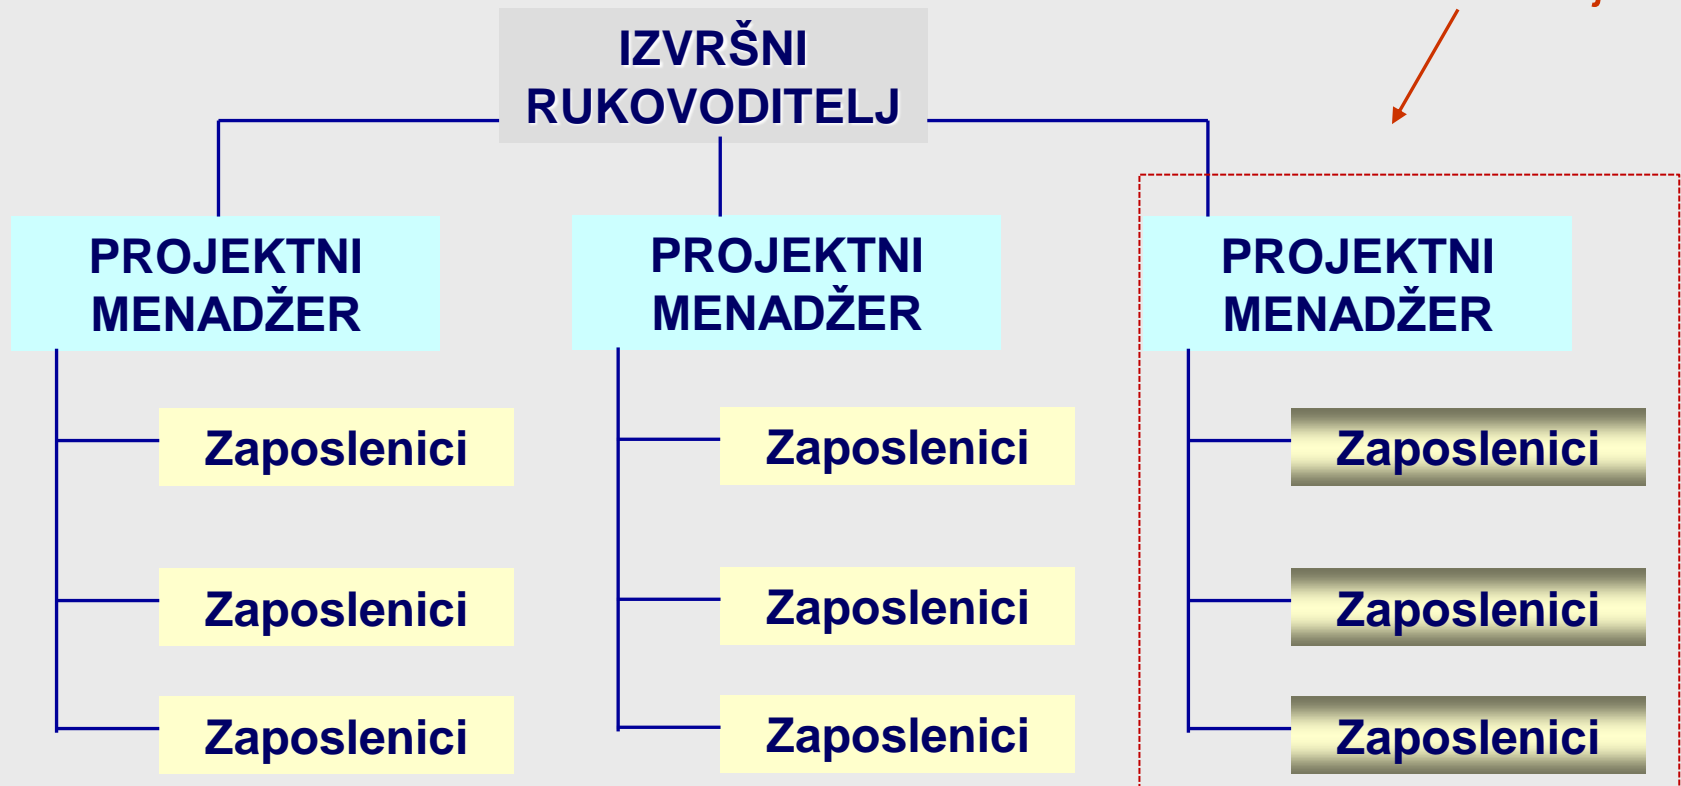 IZVRŠNI
RUKOVODITELJ
PROJEKTNI
MENADŽER
PROJEKTNI
MENADŽER
PROJEKTNI
MENADŽER
Zaposlenici
Zaposlenici
Zaposlenici
Zaposlenici
Zaposlenici
Zaposlenici
Zaposlenici
Zaposlenici
Zaposlenici